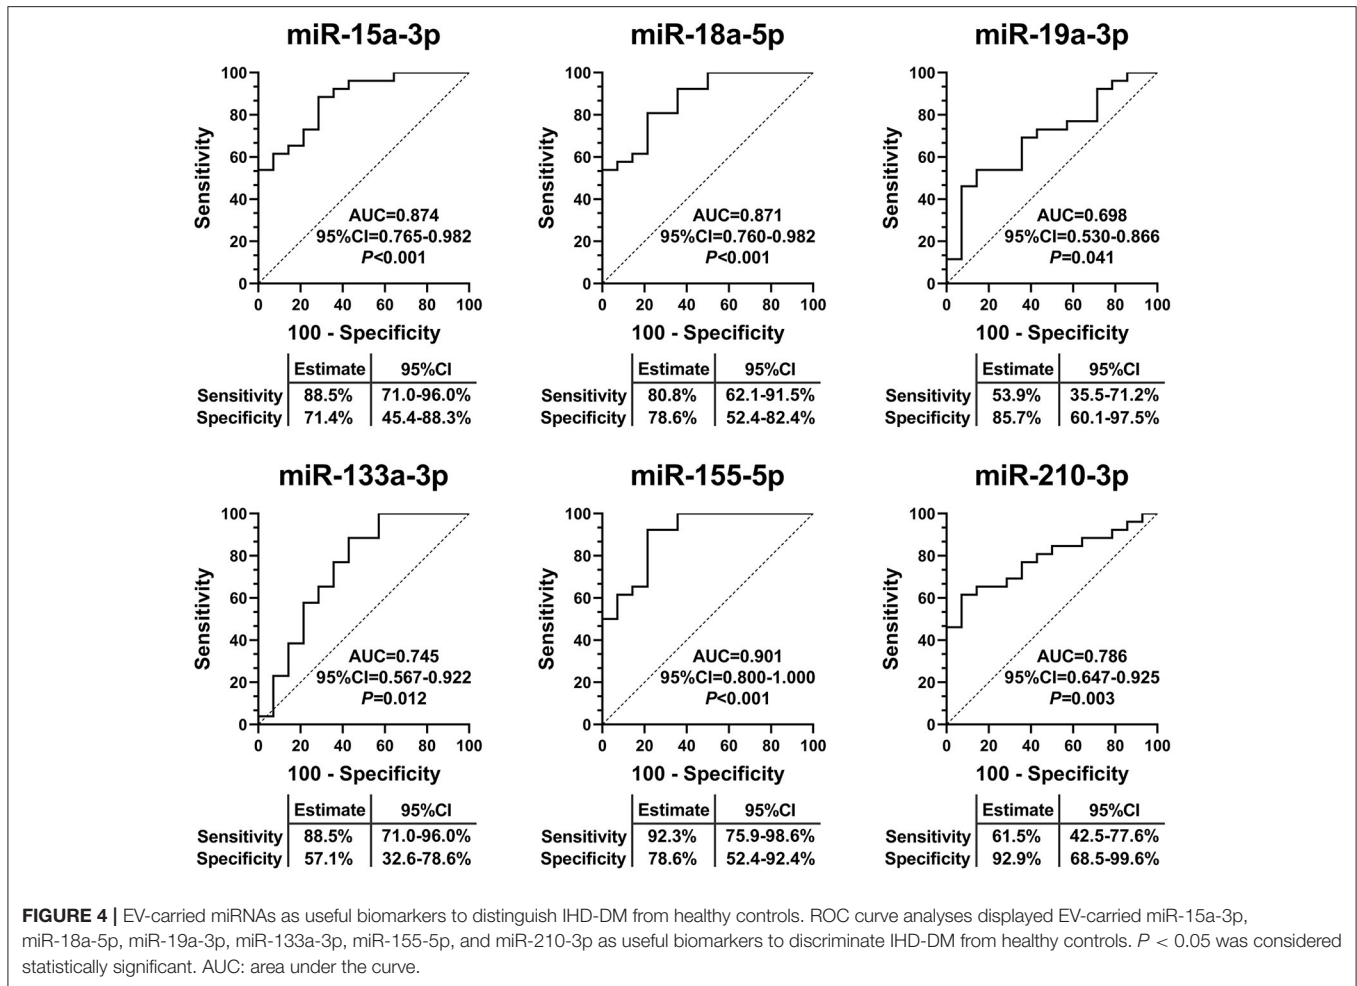 miR-15a-3p
100
80
60
40
20
0
Sensitivity
AUC=0.874
95%CI=0.765-0.982
P<0.001
0 20 40 60 80 100
100 - Specificity
Estimate 95%CI
Sensitivity 88.5% 71.0-96.0%
Specificity 71.4% 45.4-88.3%
miR-18a-5p
100
80
60
40
20
0
Sensitivity
AUC=0.871
95%CI=0.760-0.982
P<0.001
0 20 40 60 80 100
100 - Specificity
Estimate 95%CI
Sensitivity 80.8% 62.1-91.5%
Specificity 78.6% 52.4-82.4%
miR-19a-3p
100
80
60
40
20
0
Sensitivity
AUC=0.698
95%CI=0.530-0.866
P=0.041
0 20 40 60 80 100
100 - Specificity
Estimate 95%CI
Sensitivity 53.9% 35.5-71.2%
Specificity 85.7% 60.1-97.5%
miR-133a-3p
100
80
60
40
20
0
Sensitivity
AUC=0.745
95%CI=0.567-0.922
P=0.012
0 20 40 60 80 100
100 - Specificity
Estimate 95%CI
Sensitivity 88.5% 71.0-96.0%
Specificity 57.1% 32.6-78.6%
miR-155-5p
100
80
60
40
20
0
Sensitivity
AUC=0.901
95%CI=0.800-1.000
P<0.001
0 20 40 60 80 100
100 - Specificity
Estimate 95%CI
Sensitivity 92.3% 75.9-98.6%
Specificity 78.6% 52.4-92.4%
miR-210-3p
100
80
60
40
20
0
Sensitivity
AUC=0.786
95%CI=0.647-0.925
P=0.003
0 20 40 60 80 100
100 - Specificity
Estimate 95%CI
Sensitivity 61.5% 42.5-77.6%
Specificity 92.9% 68.5-99.6%
FIGURE 4 | EV-carried miRNAs as useful biomarkers to distinguish IHD-DM from healthy controls. ROC curve analyses displayed EV-carried miR-15a-3p,
miR-18a-5p, miR-19a-3p, miR-133a-3p, miR-155-5p, and miR-210-3p as useful biomarkers to discriminate IHD-DM from healthy controls. P < 0.05 was considered
statistically significant. AUC: area under the curve.